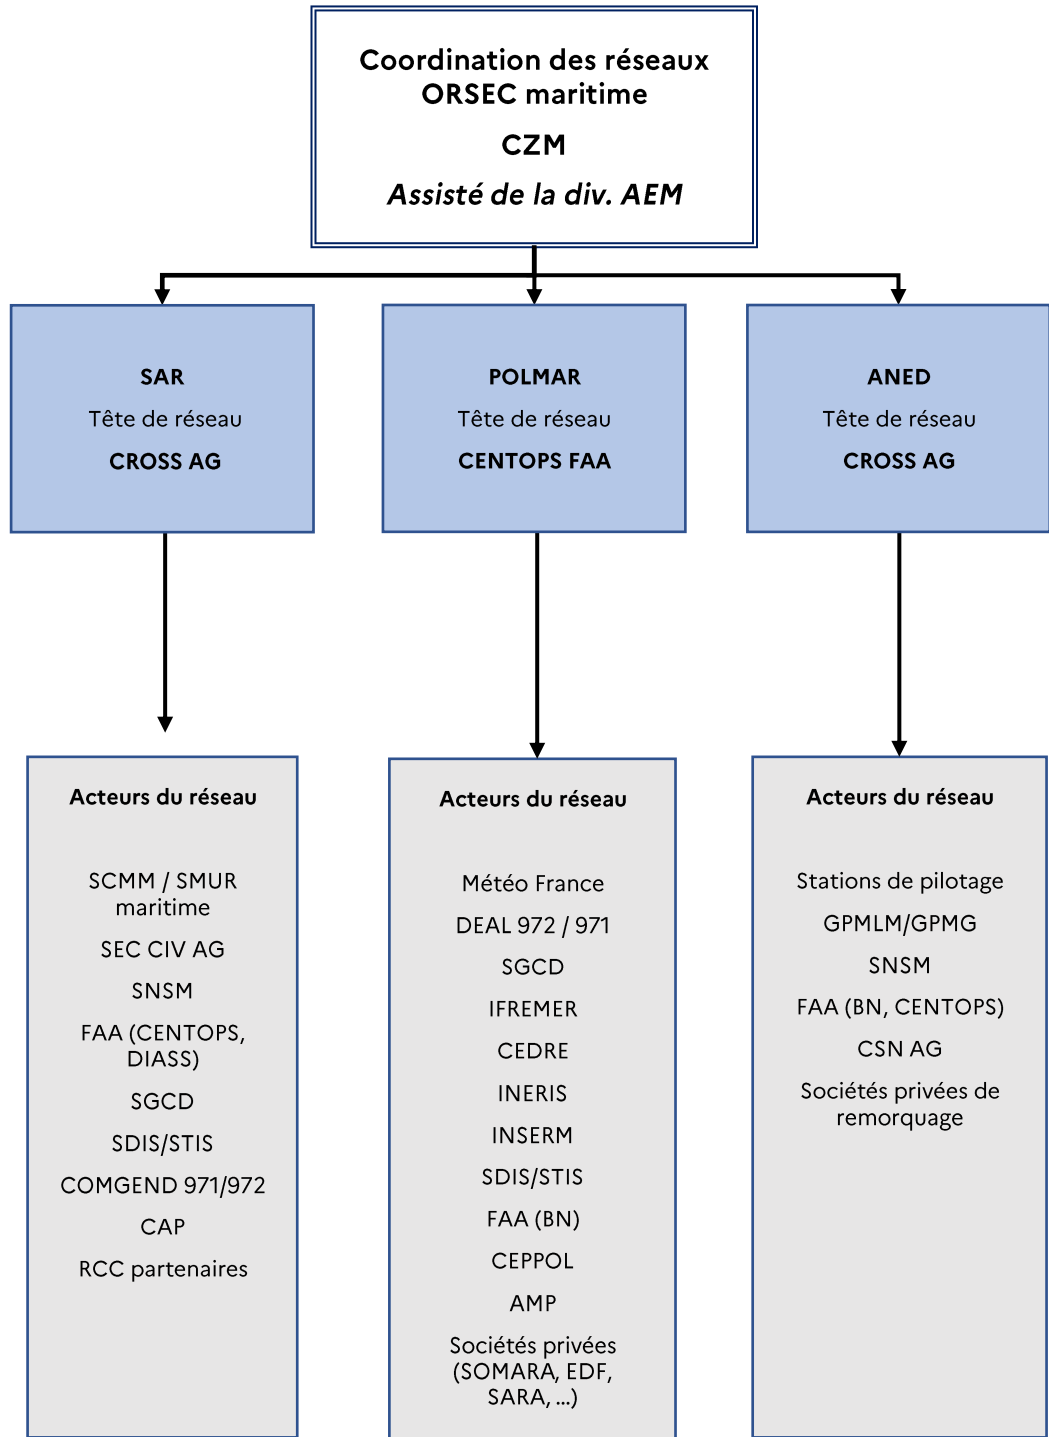 Coordination des réseaux
ORSEC maritime
CZM
Assisté de la div. AEM
SAR
Tête de réseau
CROSS AG
POLMAR
Tête de réseau
CENTOPS FAA
ANED
Tête de réseau
CROSS AG
Acteurs du réseau
SCMM / SMUR
maritime
SEC CIV AG
SNSM
FAA (CENTOPS,
DIASS)
SGCD
SDIS/STIS
COMGEND 971/972
CAP
RCC partenaires
Acteurs du réseau
Météo France
DEAL 972 / 971
SGCD
IFREMER
CEDRE
INERIS
INSERM
SDIS/STIS
FAA (BN)
CEPPOL
AMP
Sociétés privées
(SOMARA, EDF,
SARA, ...)
Acteurs du réseau
Stations de pilotage
GPMLM/GPMG
SNSM
FAA (BN, CENTOPS)
CSN AG
Sociétés privées de
remorquage